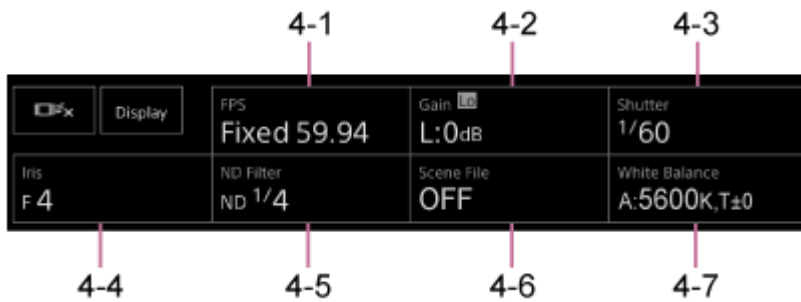 4-1 4-2 4-3
Display
FPS
Fixed 59.94
Gain Lo
L:0dB
Shutter
1/60
Iris
F 4
ND Filter
ND 1/4
Scene File
OFF
White Balance
A:5600K,T±0
4-4 4-5 4-6 4-7